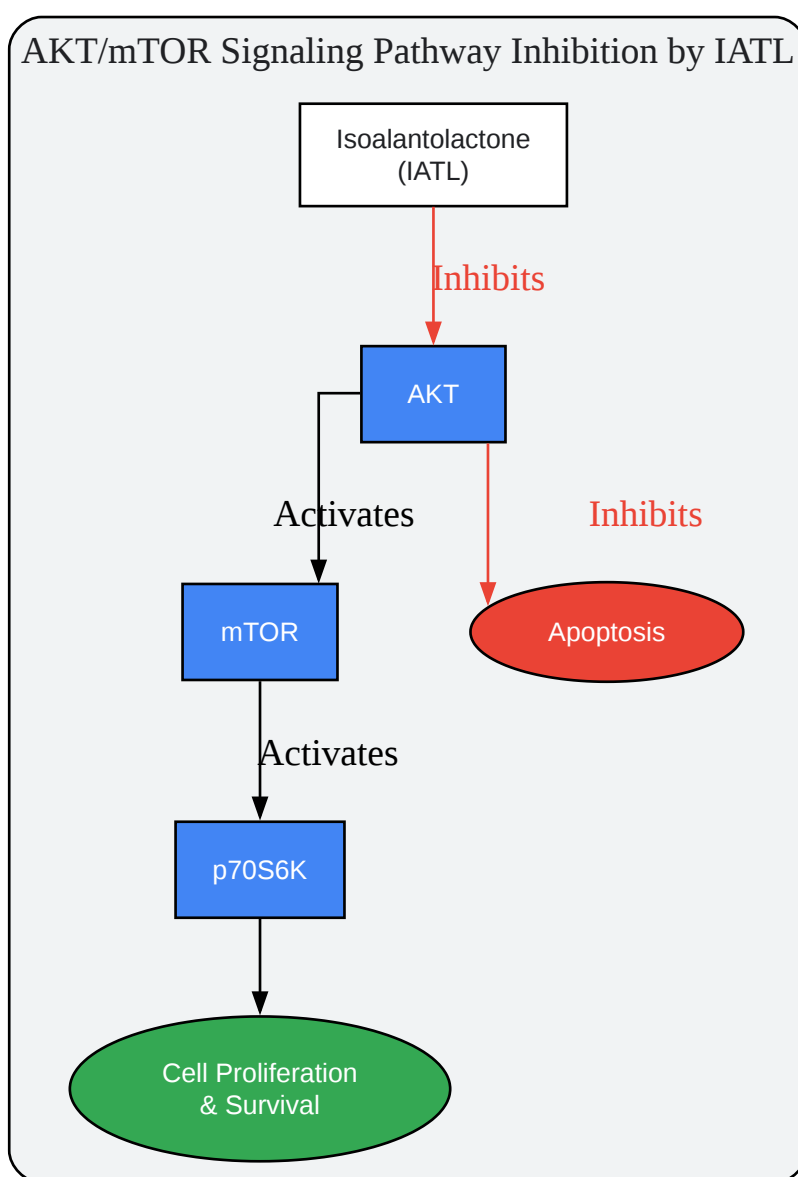 AKT/mTOR Signaling Pathway Inhibition by IATL
Isoalantolactone
(IATL)
Inhibits
AKT
Activates
Inhibits
mTOR
Apoptosis
Activates
p70S6K
Cell Proliferation
& Survival